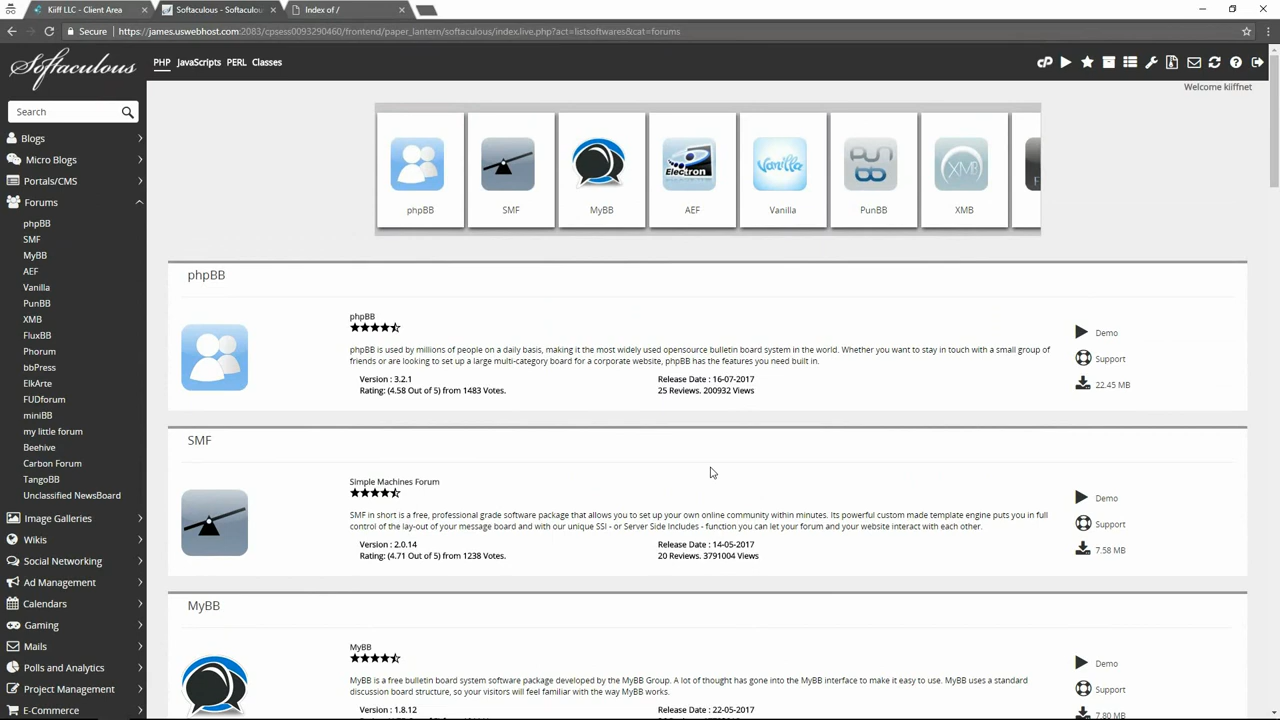 Kiiff LLC - Client Area
Softaculous - Softaculou
Index of /
Secure
https://james.uswebhost.com:2083/cpsess0093290460/frontend/paper_lantern/softaculous/index.live.php?act=listsoftwares&cat=forums
Softaculous
PHP JavaScripts PERL Classes
cP
Welcome kiiffnet
Search
Blogs
Micro Blogs
Portals/CMS
Forums
phpBB
SMF
MyBB
AEF
Vanilla
PunBB
XMB
FluxBB
Phorum
bbPress
ElkArte
FUDforum
miniBB
my little forum
Beehive
Carbon Forum
TangoBB
Unclassified NewsBoard
Image Galleries
Wikis
Social Networking
Ad Management
Calendars
Gaming
Mails
Polls and Analytics
Project Management
E-Commerce
Electron
Vanilla
PUN BB
XMB
F
phpBB SMF MyBB AEF Vanilla PunBB XMB
phpBB
phpBB
phpBB is used by millions of people on a daily basis, making it the most widely used opensource bulletin board system in the world. Whether you want to stay in touch with a small group of
friends or are looking to set up a large multi-category board for a corporate website, phpBB has the features you need built in.
Version : 3.2.1 Release Date : 16-07-2017
Rating: (4.58 Out of 5) from 1483 Votes. 25 Reviews. 200932 Views
Demo
Support
22.45 MB
SMF
Simple Machines Forum
SMF in short is a free, professional grade software package that allows you to set up your own online community within minutes. Its powerful custom made template engine puts you in full
control of the lay-out of your message board and with our unique SSI - or Server Side Includes - function you can let your forum and your website interact with each other.
Version : 2.0.14 Release Date : 14-05-2017
Rating: (4.71 Out of 5) from 1238 Votes. 20 Reviews. 3791004 Views
Demo
Support
7.58 MB
MyBB
MyBB
MyBB is a free bulletin board system software package developed by the MyBB Group. A lot of thought has gone into the MyBB interface to make it easy to use. MyBB uses a standard
discussion board structure, so your visitors will feel familiar with the way MyBB works.
Version : 1.8.12 Release Date : 22-05-2017
Demo
Support
7.80 MB